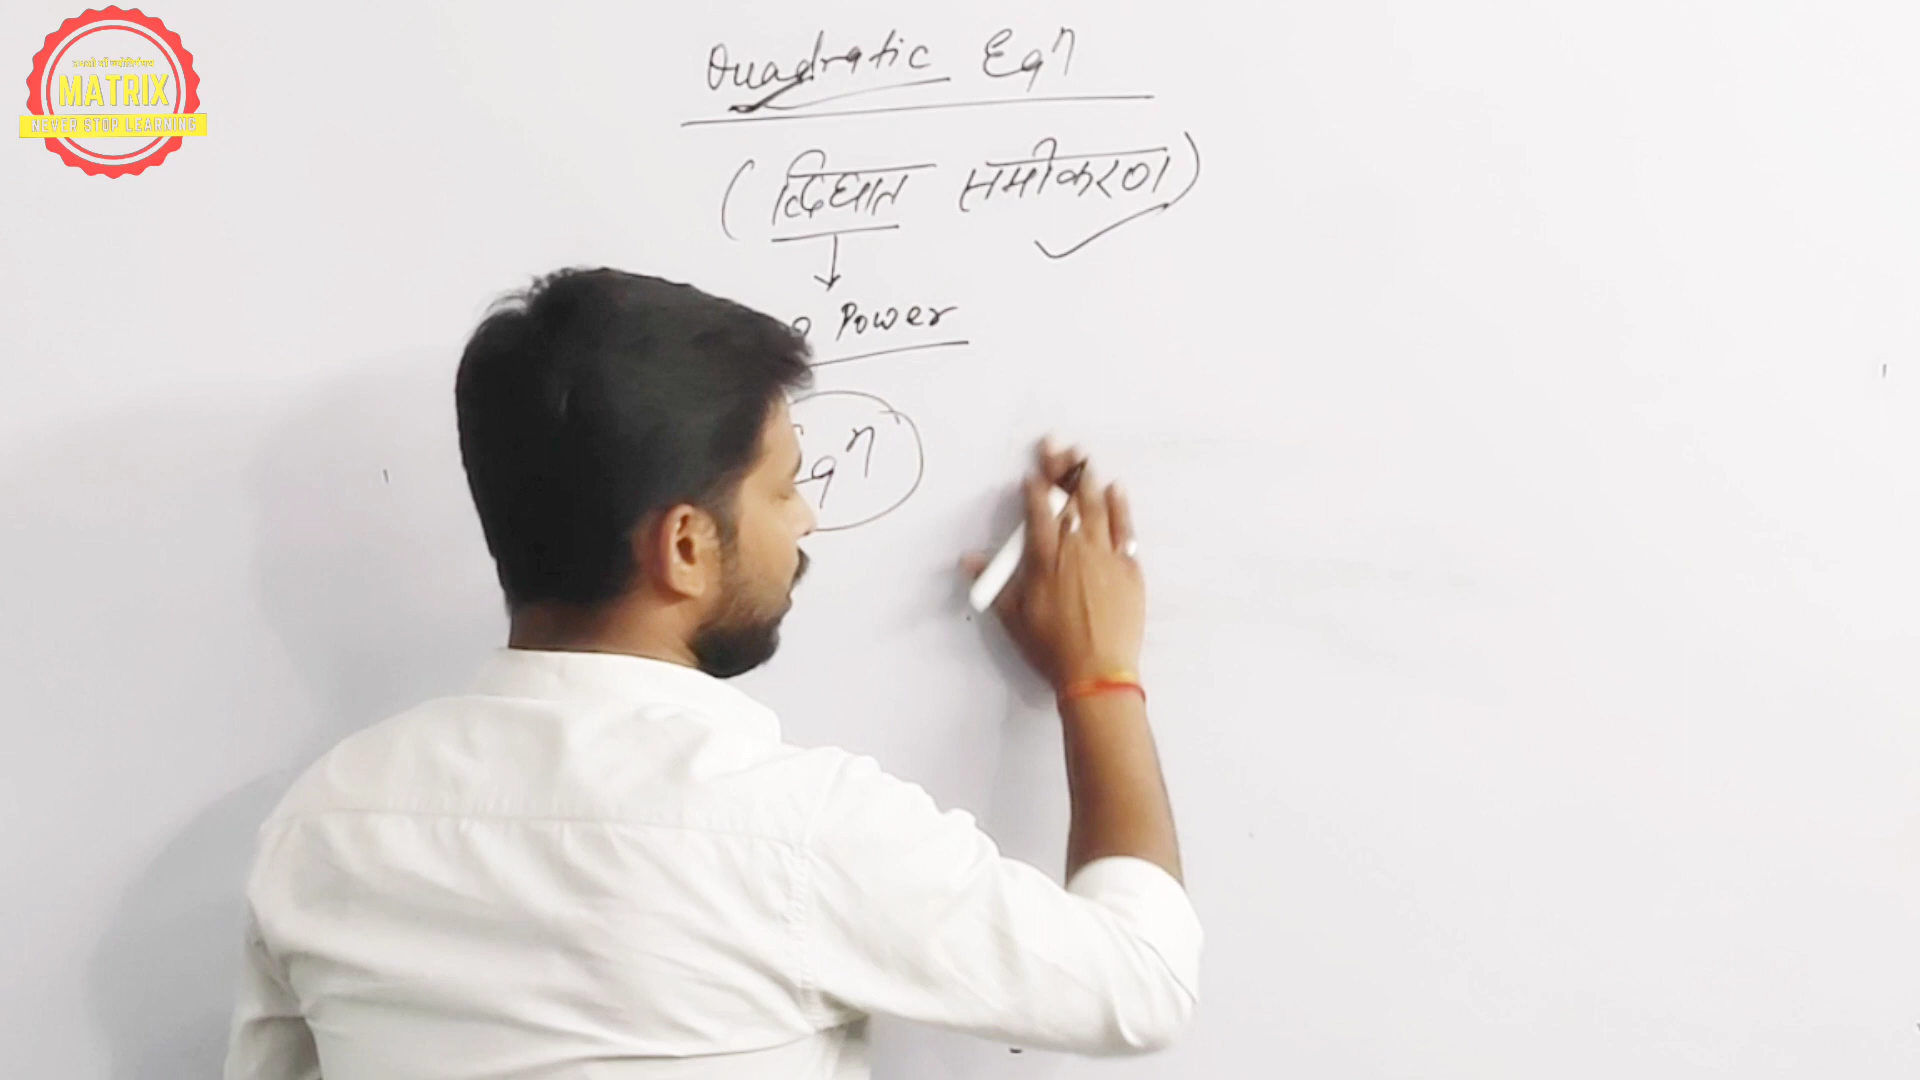 MATRIX
NEVER STOP LEARNING
Quadratic Eqn
(द्विघात समीकरण)
Power
Eqn